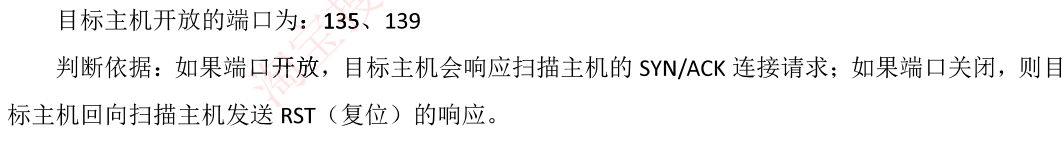 目标主机开放的端口为：135、139
判断依据：如果端口开放，目标主机会响应扫描主机的 SYN/ACK 连接请求；如果端口关闭，则目
标主机回向扫描主机发送 RST（复位）的响应。
淘宝搜